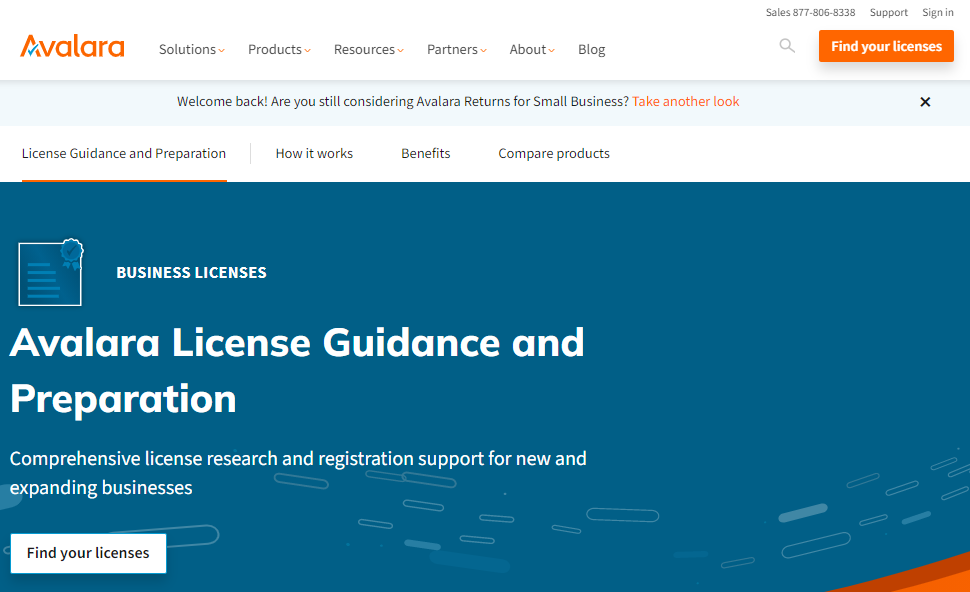 Sales 877-806-8338 Support Sign in
Avalara Solutions Products Resources Partners About Blog Find your licenses
Welcome back! Are you still considering Avalara Returns for Small Business? Take another look ×
License Guidance and Preparation How it works Benefits Compare products
BUSINESS LICENSES
Avalara License Guidance and
Preparation
Comprehensive license research and registration support for new and
expanding businesses
Find your licenses